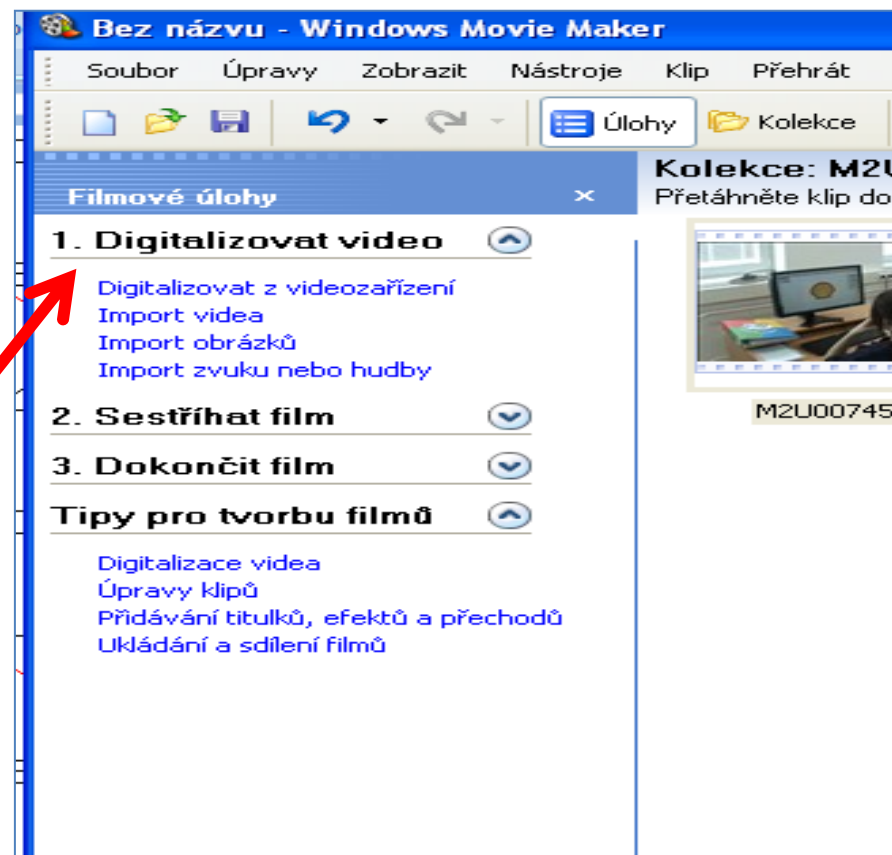 Bez názvu - Windows Movie Maker
Soubor Úpravy Zobrazit Nástroje Klip Přehrát
Úlohy Kolekce
Filmové úlohy
Kolekce: M2U
Přetáhněte klip do
1. Digitalizovat video
Digitalizovat z videozařízení
Import videa
Import obrázků
Import zvuku nebo hudby
M2U00745
2. Sestříhat film
3. Dokončit film
Tipy pro tvorbu filmů
Digitalizace videa
Úpravy klipů
Přidávání titulků, efektů a přechodů
Ukládání a sdílení filmů